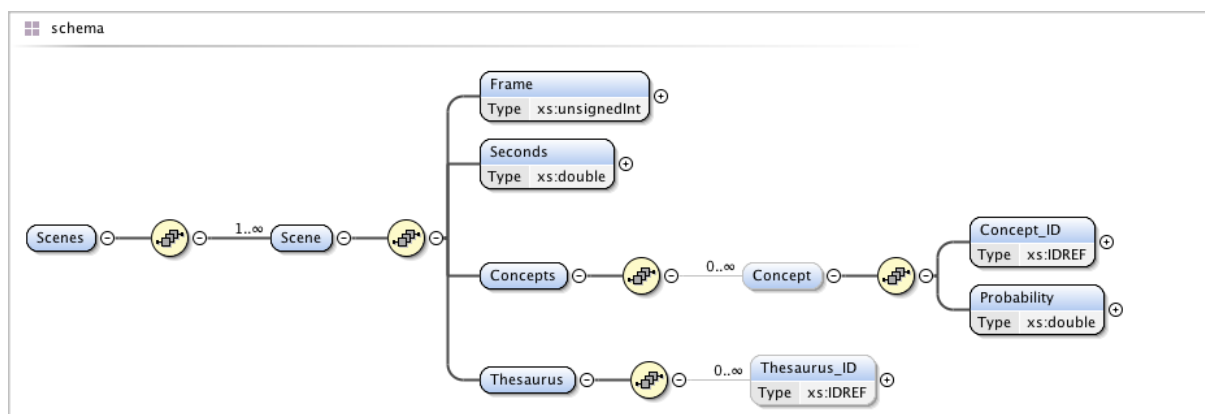 schema
Frame
Type xs:unsignedInt
Seconds
Type xs:double
Scenes
1..∞
Scene
Concepts
0..∞
Concept
Concept_ID
Type xs:IDREF
Probability
Type xs:double
Thesaurus
0..∞
Thesaurus_ID
Type xs:IDREF